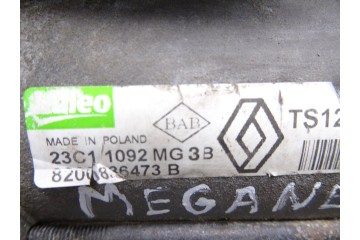 Valeo
MADE IN POLAND
BAB
TS12
23C1 1092 MG 3B
8200836473 B
MEGANE